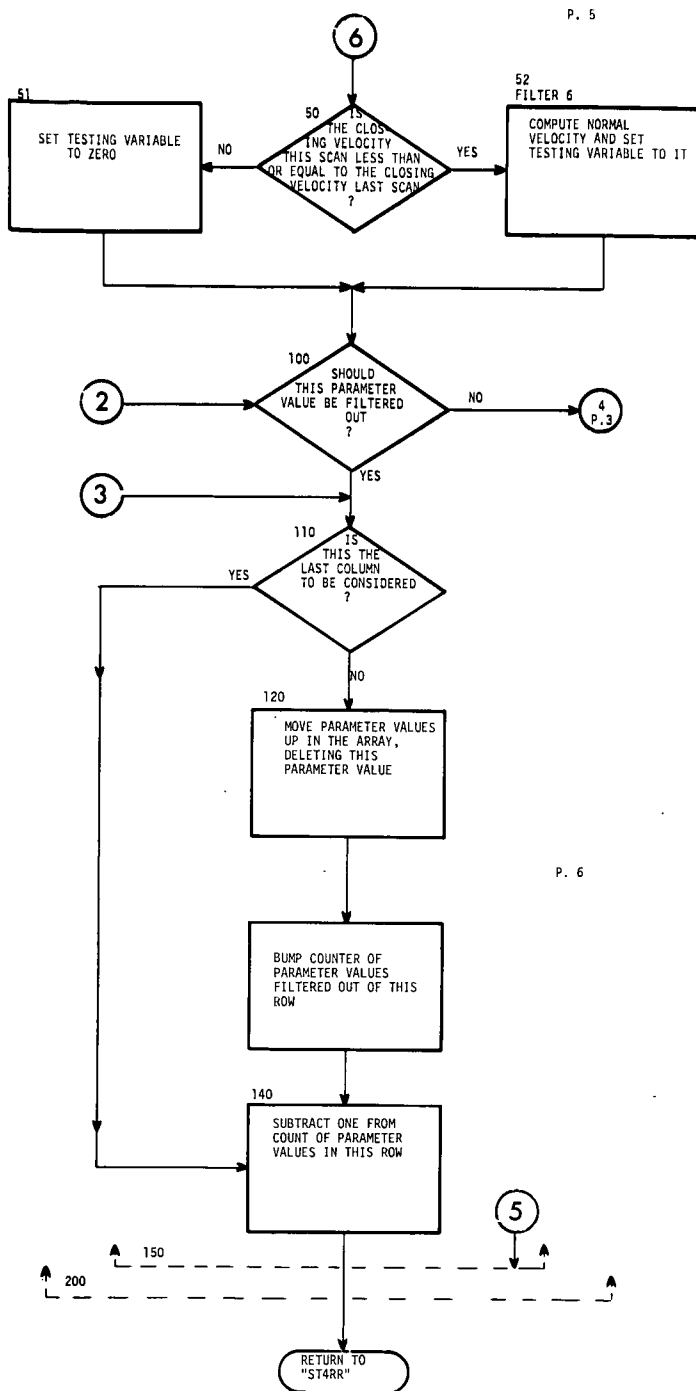 P. 5
6
51
SET TESTING VARIABLE
TO ZERO
NO
50 IS
THE CLOS-
ING VELOCITY
THIS SCAN LESS THAN
OR EQUAL TO THE CLOSING
VELOCITY LAST SCAN
?
YES
52
FILTER 6
COMPUTE NORMAL
VELOCITY AND SET
TESTING VARIABLE TO IT
100
SHOULD
THIS PARAMETER
VALUE BE FILTERED
OUT
?
2
NO
4
P.3
YES
3
110
IS
THIS THE
LAST COLUMN
TO BE CONSIDERED
?
YES
NO
120
MOVE PARAMETER VALUES
UP IN THE ARRAY,
DELETING THIS
PARAMETER VALUE
P. 6
BUMP COUNTER OF
PARAMETER VALUES
FILTERED OUT OF THIS
ROW
140
SUBTRACT ONE FROM
COUNT OF PARAMETER
VALUES IN THIS ROW
5
150
200
RETURN TO
"ST4RR"